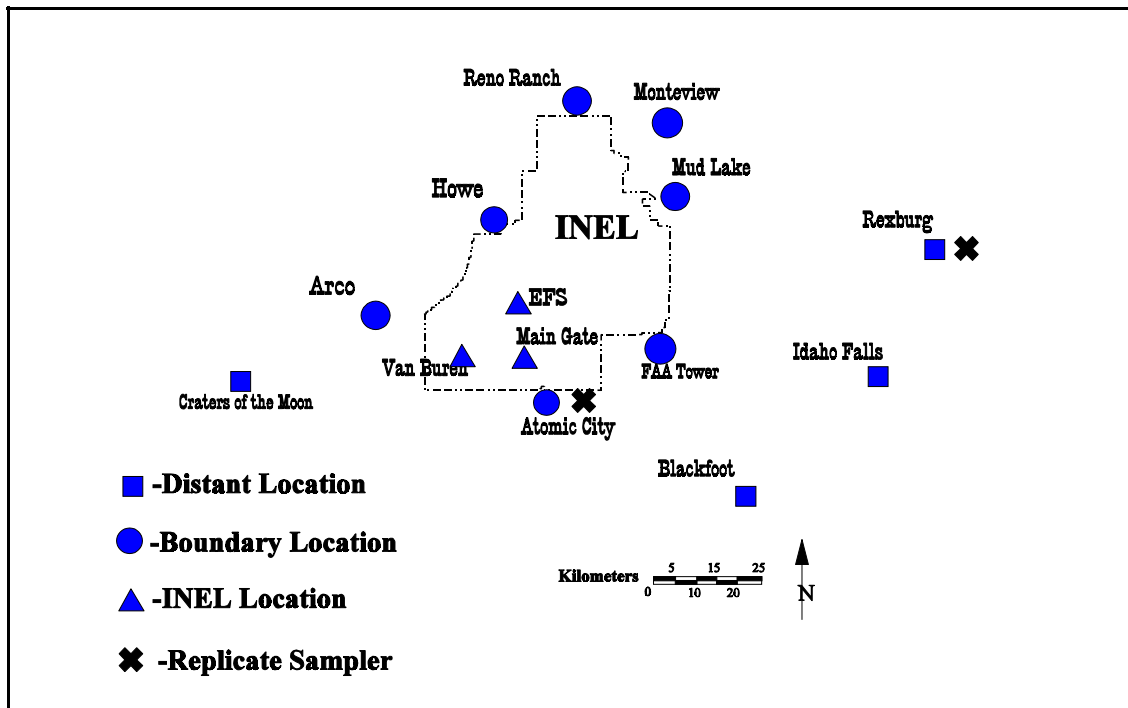 Reno Ranch
Monteview
Mud Lake
Howe
Rexburg
INEL
Arco
EFS
Main Gate
Idaho Falls
Van Buren
FAA Tower
Craters of the Moon
Atomic City
Blackfoot
-Distant Location
-Boundary Location
Kilometers
5 15 25
0 10 20
N
-INEL Location
-Replicate Sampler